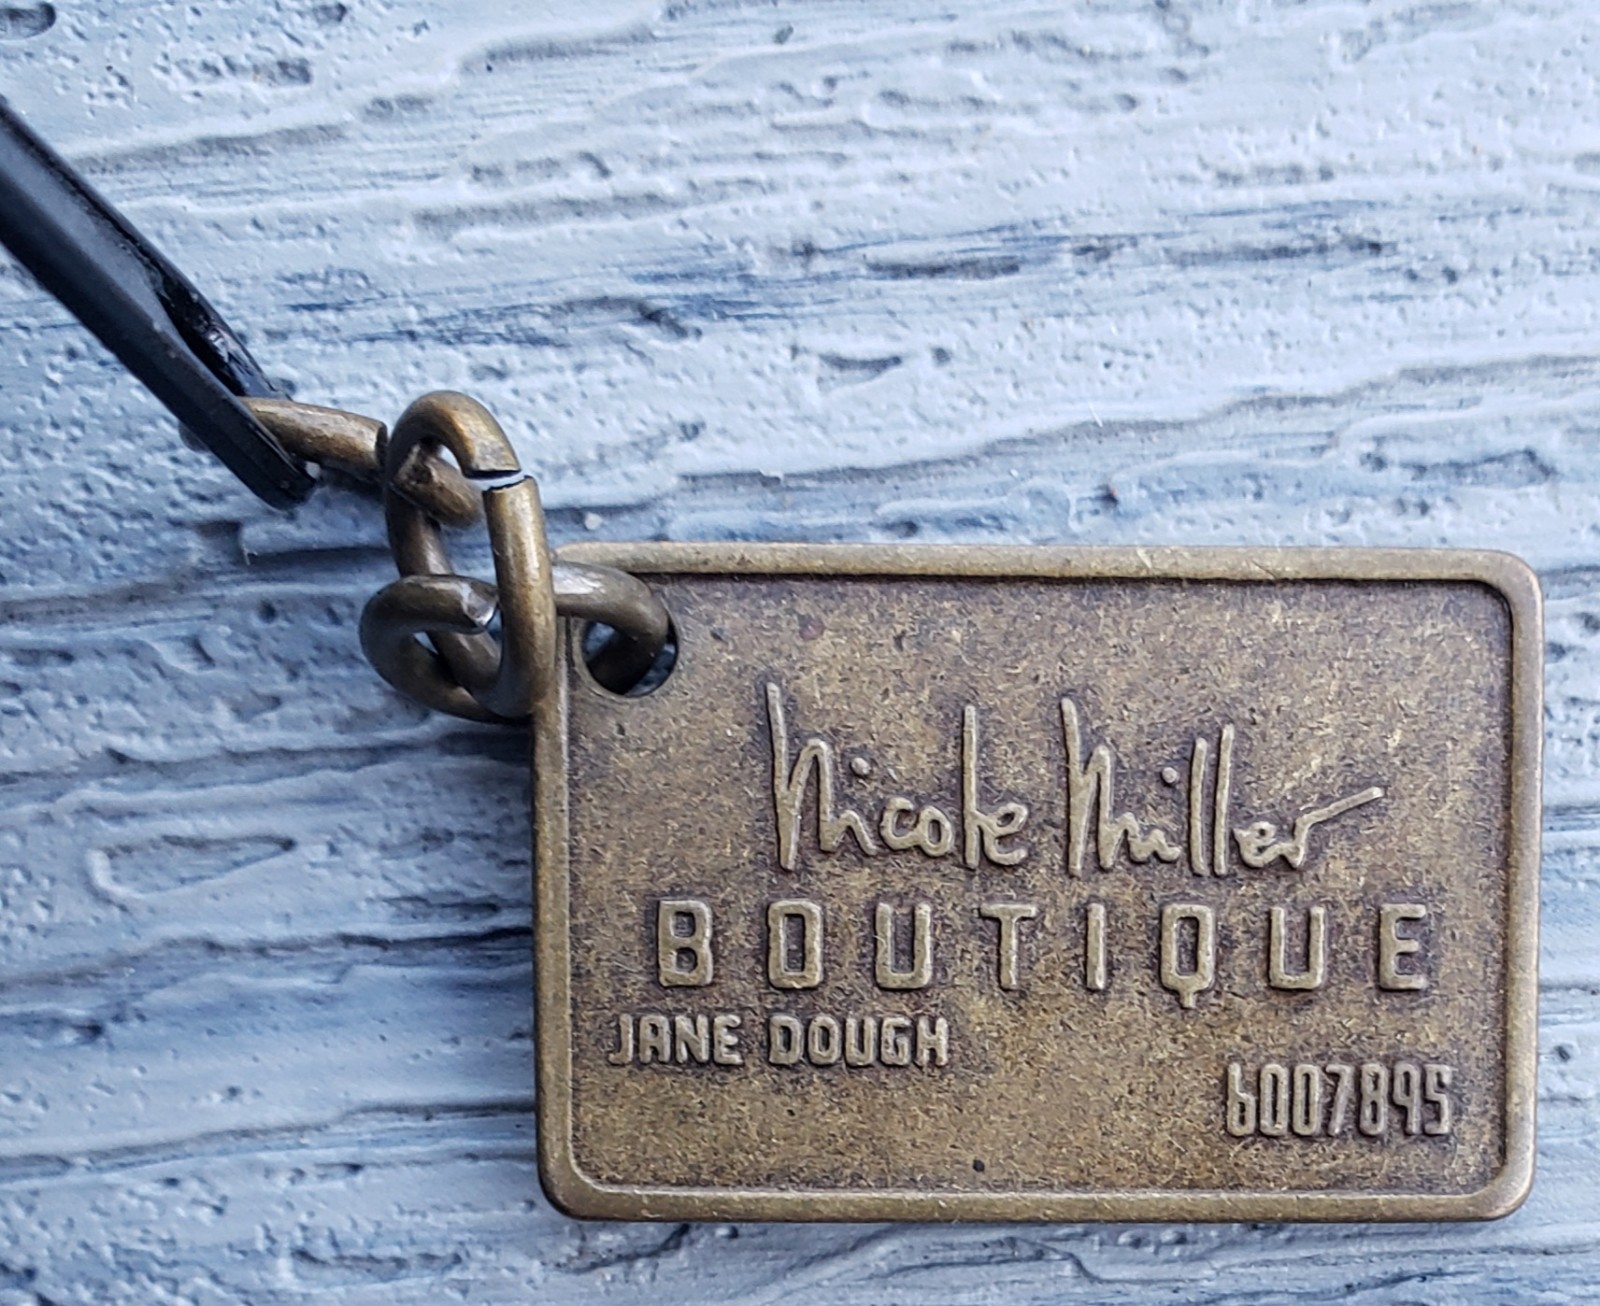 Nicole Miller
BOUTIQUE
JANE DOUGH
6007895